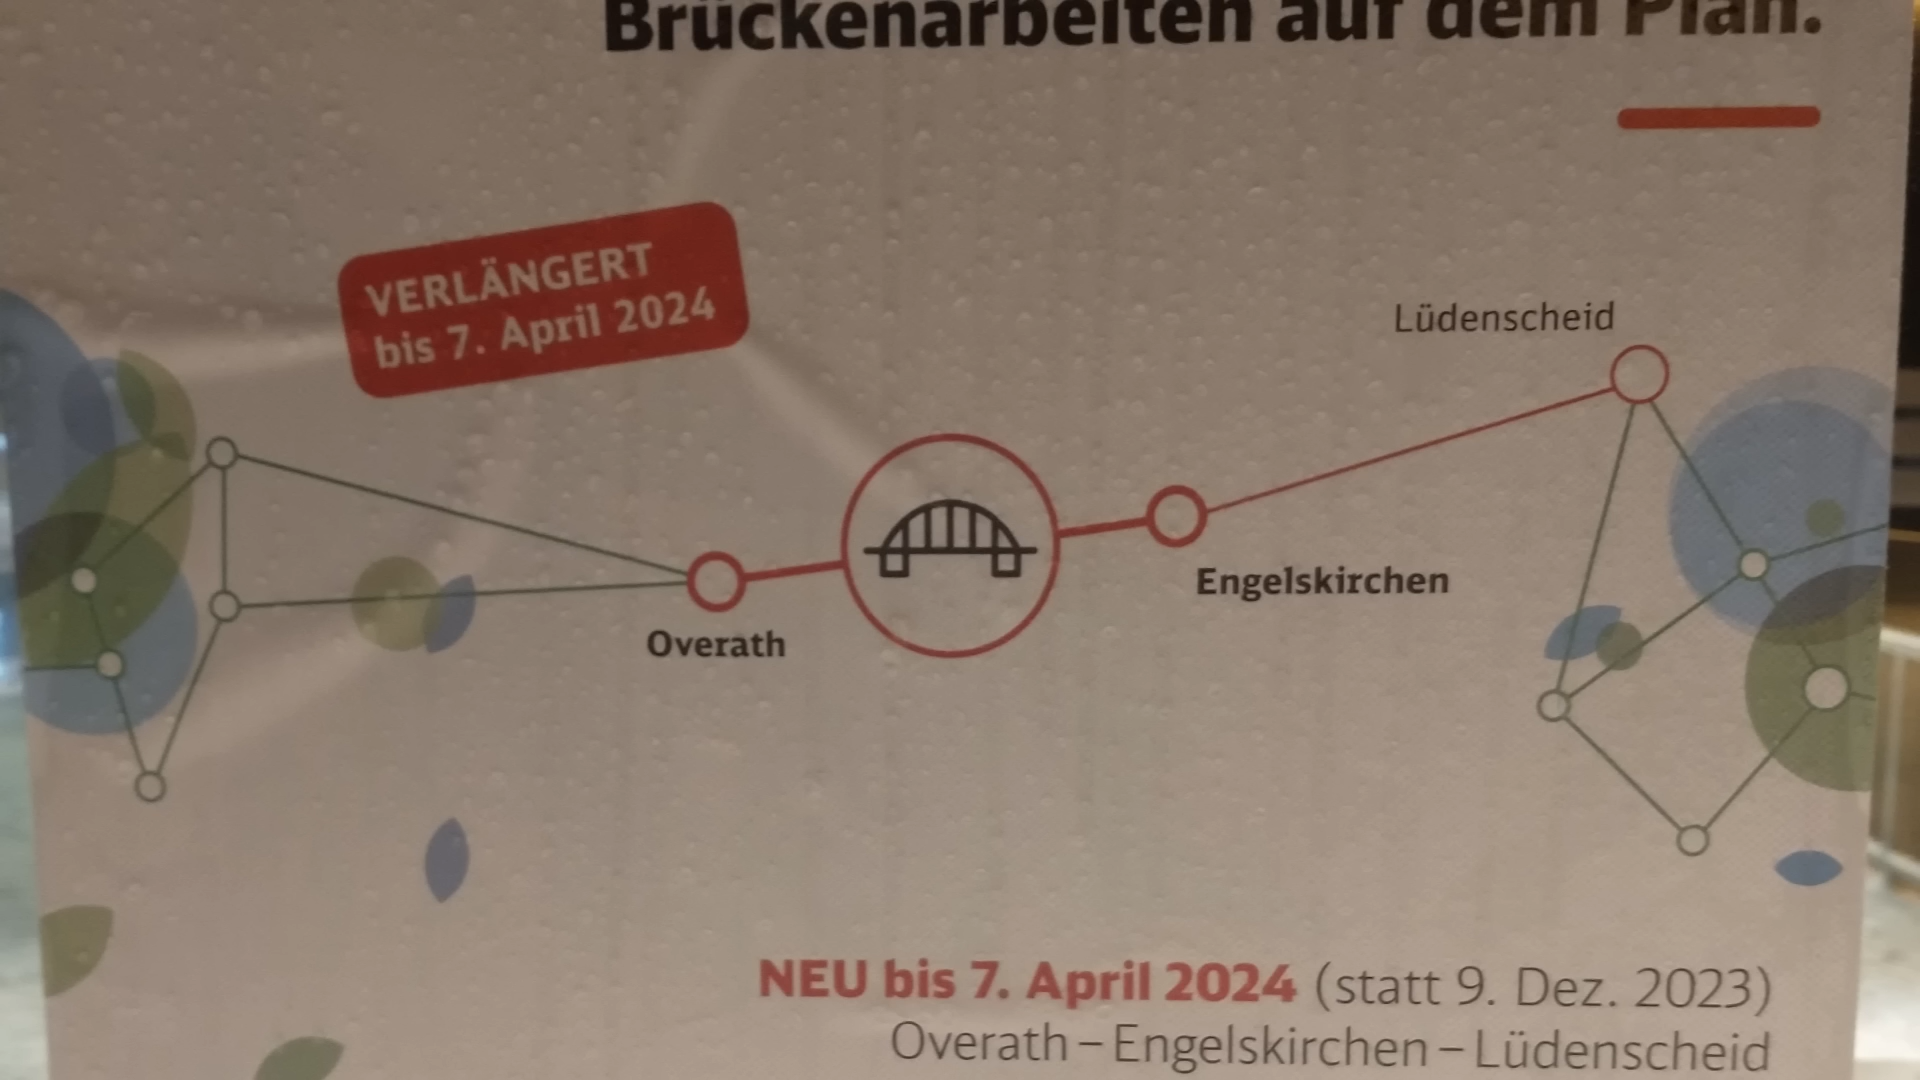 Brückenarbeiten auf dem Plan.
VERLÄNGERT
bis 7. April 2024
Lüdenscheid
Engelskirchen
Overath
NEU bis 7. April 2024 (statt 9. Dez. 2023)
Overath – Engelskirchen – Lüdenscheid